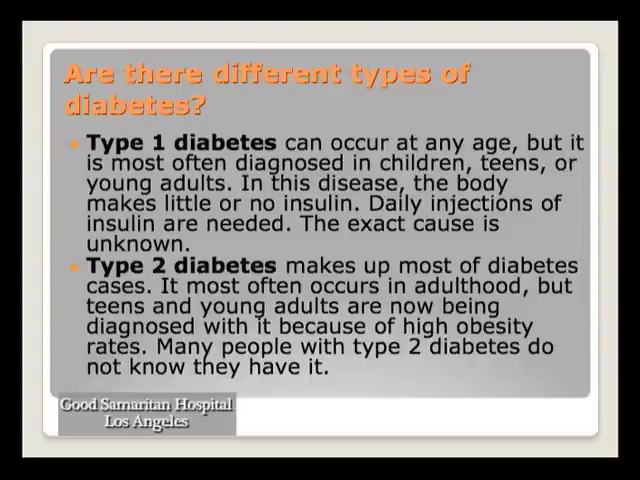 Are there different types of
diabetes?
Type 1 diabetes can occur at any age, but it
is most often diagnosed in children, teens, or
young adults. In this disease, the body
makes little or no insulin. Daily injections of
insulin are needed. The exact cause is
unknown.
Type 2 diabetes makes up most of diabetes
cases. It most often occurs in adulthood, but
teens and young adults are now being
diagnosed with it because of high obesity
rates. Many people with type 2 diabetes do
not know they have it.
Good Samaritan Hospital
Los Angeles